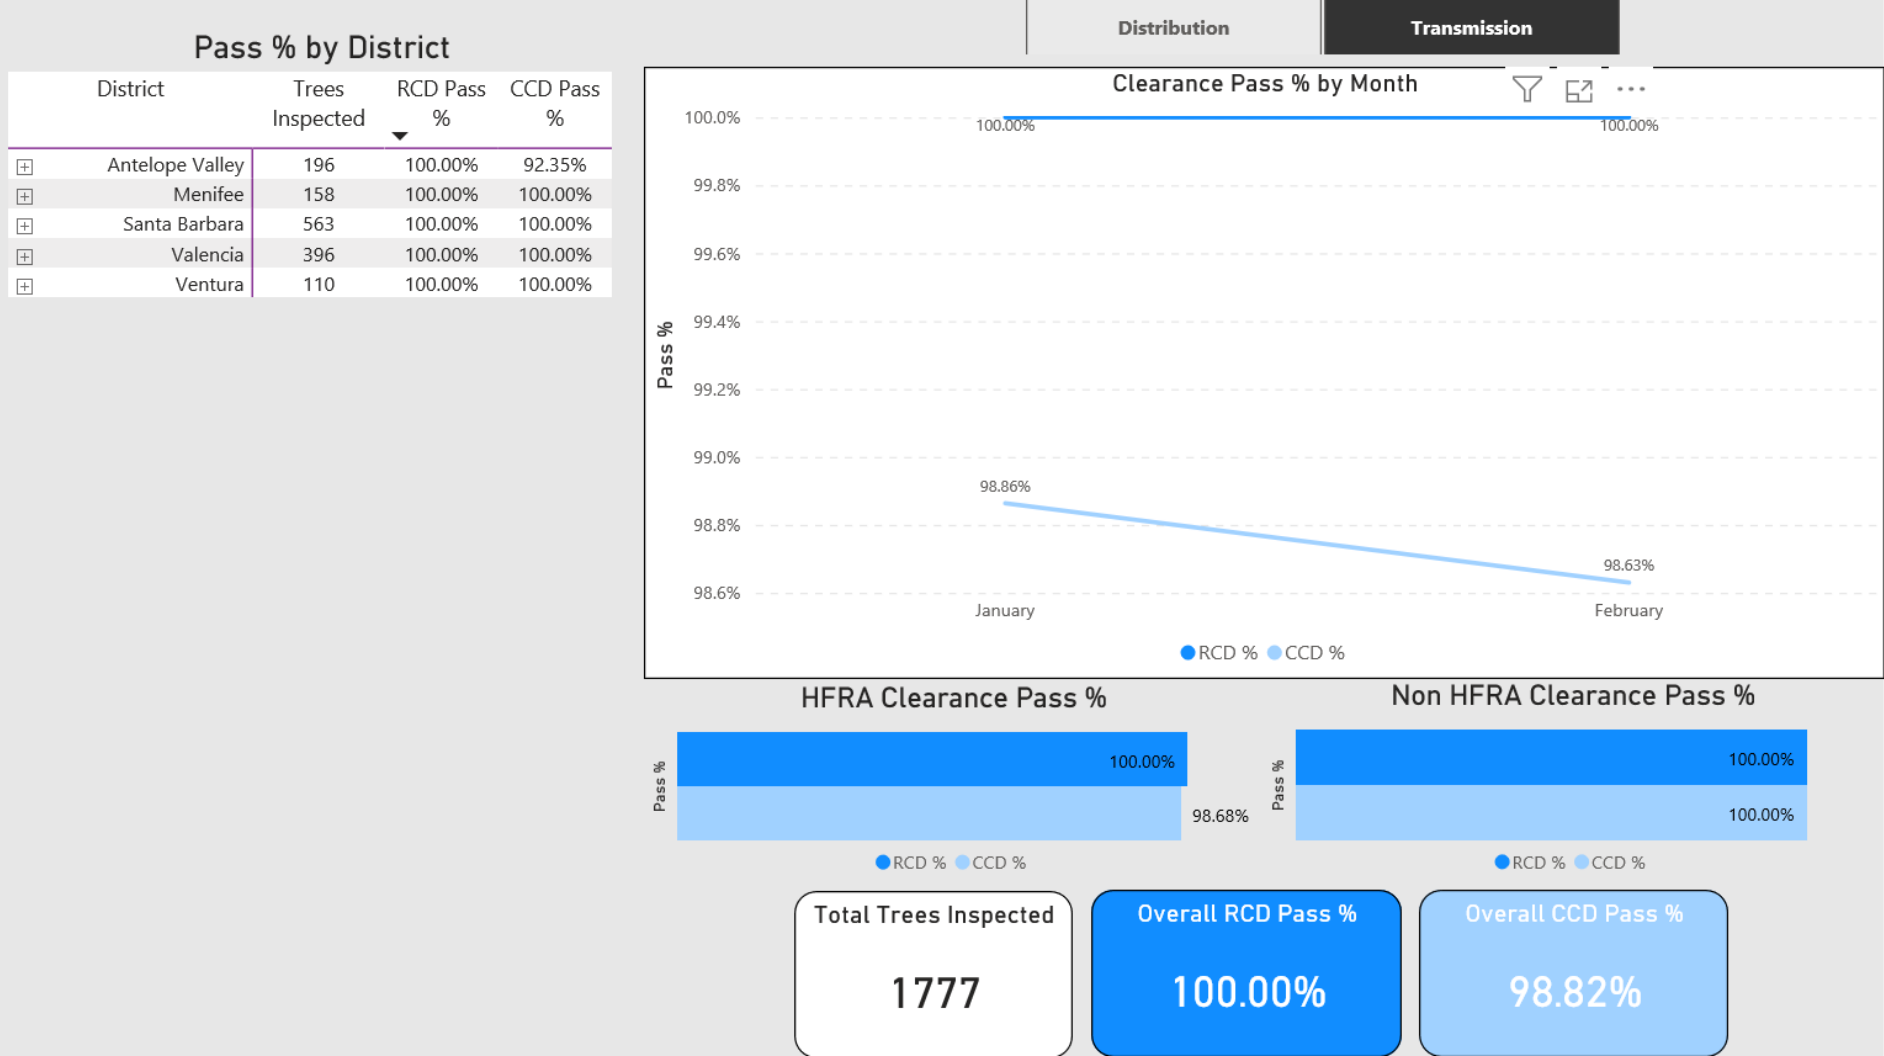 Distribution
Transmission
Pass % by District
District Trees Inspected RCD Pass % CCD Pass %
Antelope Valley 196 100.00% 92.35%
Menifee 158 100.00% 100.00%
Santa Barbara 563 100.00% 100.00%
Valencia 396 100.00% 100.00%
Ventura 110 100.00% 100.00%
Clearance Pass % by Month
Pass %
100.0%
99.8%
99.6%
99.4%
99.2%
99.0%
98.8%
98.6%
100.00%
100.00%
98.86%
98.63%
January
February
RCD % CCD %
HFRA Clearance Pass %
Pass %
100.00%
98.68%
RCD % CCD %
Non HFRA Clearance Pass %
Pass %
100.00%
100.00%
RCD % CCD %
Total Trees Inspected
1777
Overall RCD Pass %
100.00%
Overall CCD Pass %
98.82%